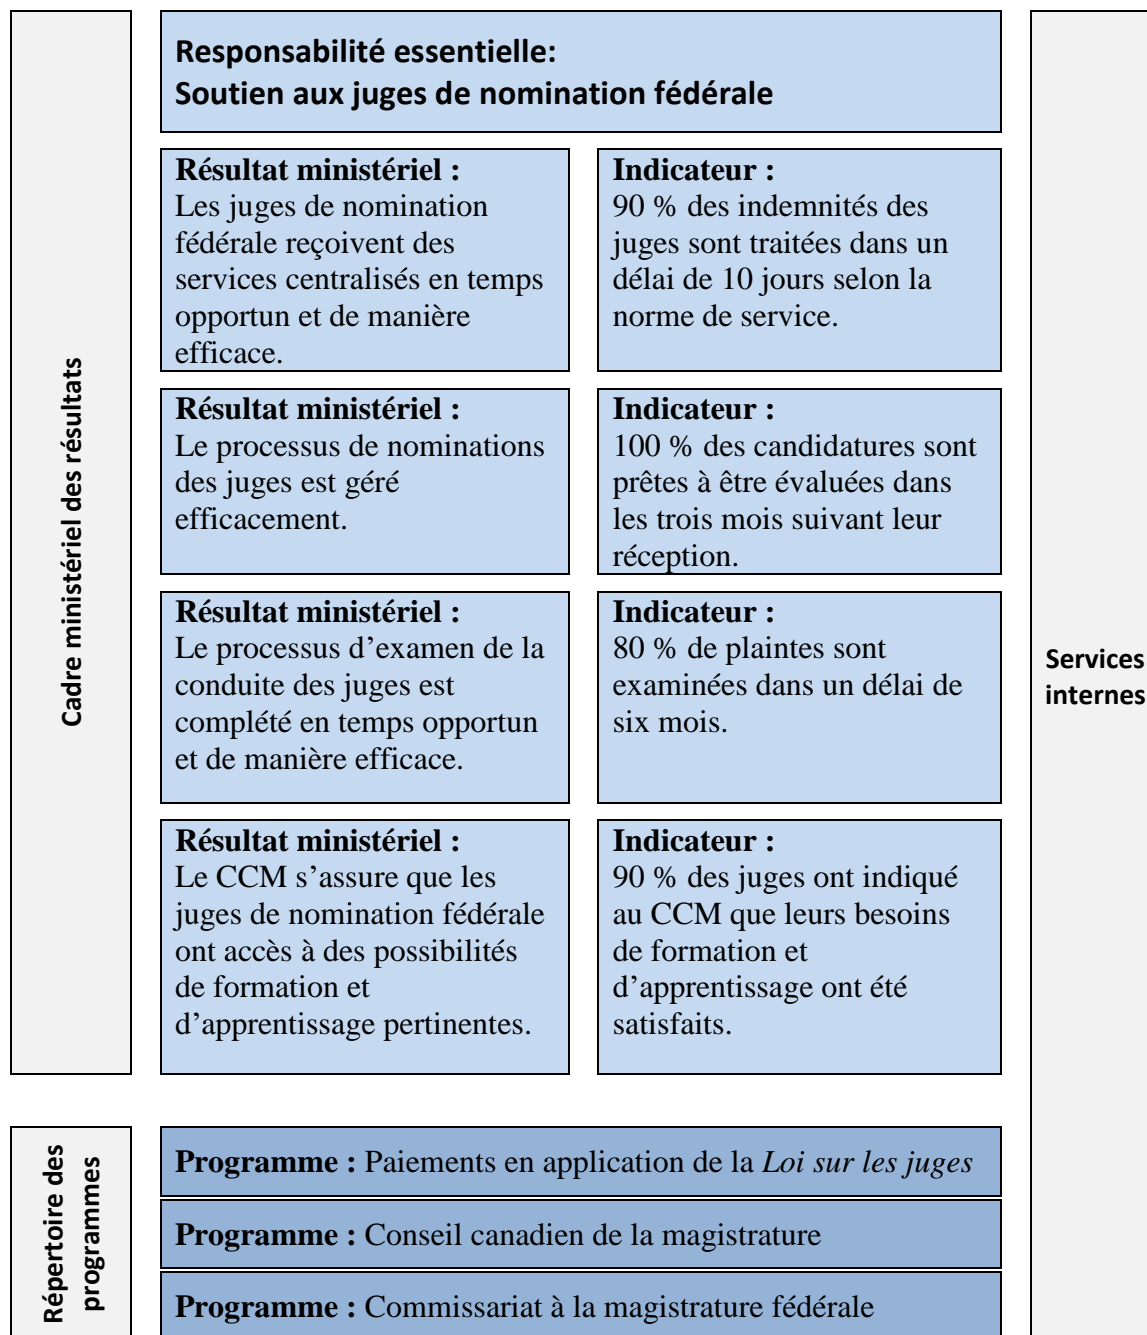 Cadre ministériel des résultats
Responsabilité essentielle:
Soutien aux juges de nomination fédérale
Résultat ministériel :
Les juges de nomination
fédérale reçoivent des
services centralisés en temps
opportun et de manière
efficace.
Indicateur :
90 % des indemnités des
juges sont traitées dans un
délai de 10 jours selon la
norme de service.
Résultat ministériel :
Le processus de nominations
des juges est géré
efficacement.
Indicateur :
100 % des candidatures sont
prêtes à être évaluées dans
les trois mois suivant leur
réception.
Résultat ministériel :
Le processus d’examen de la
conduite des juges est
complété en temps opportun
et de manière efficace.
Indicateur :
80 % de plaintes sont
examinées dans un délai de
six mois.
Résultat ministériel :
Le CCM s’assure que les
juges de nomination fédérale
ont accès à des possibilités
de formation et
d’apprentissage pertinentes.
Indicateur :
90 % des juges ont indiqué
au CCM que leurs besoins
de formation et
d’apprentissage ont été
satisfaits.
Services
internes
Répertoire des
programmes
Programme : Paiements en application de la Loi sur les juges
Programme : Conseil canadien de la magistrature
Programme : Commissariat à la magistrature fédérale